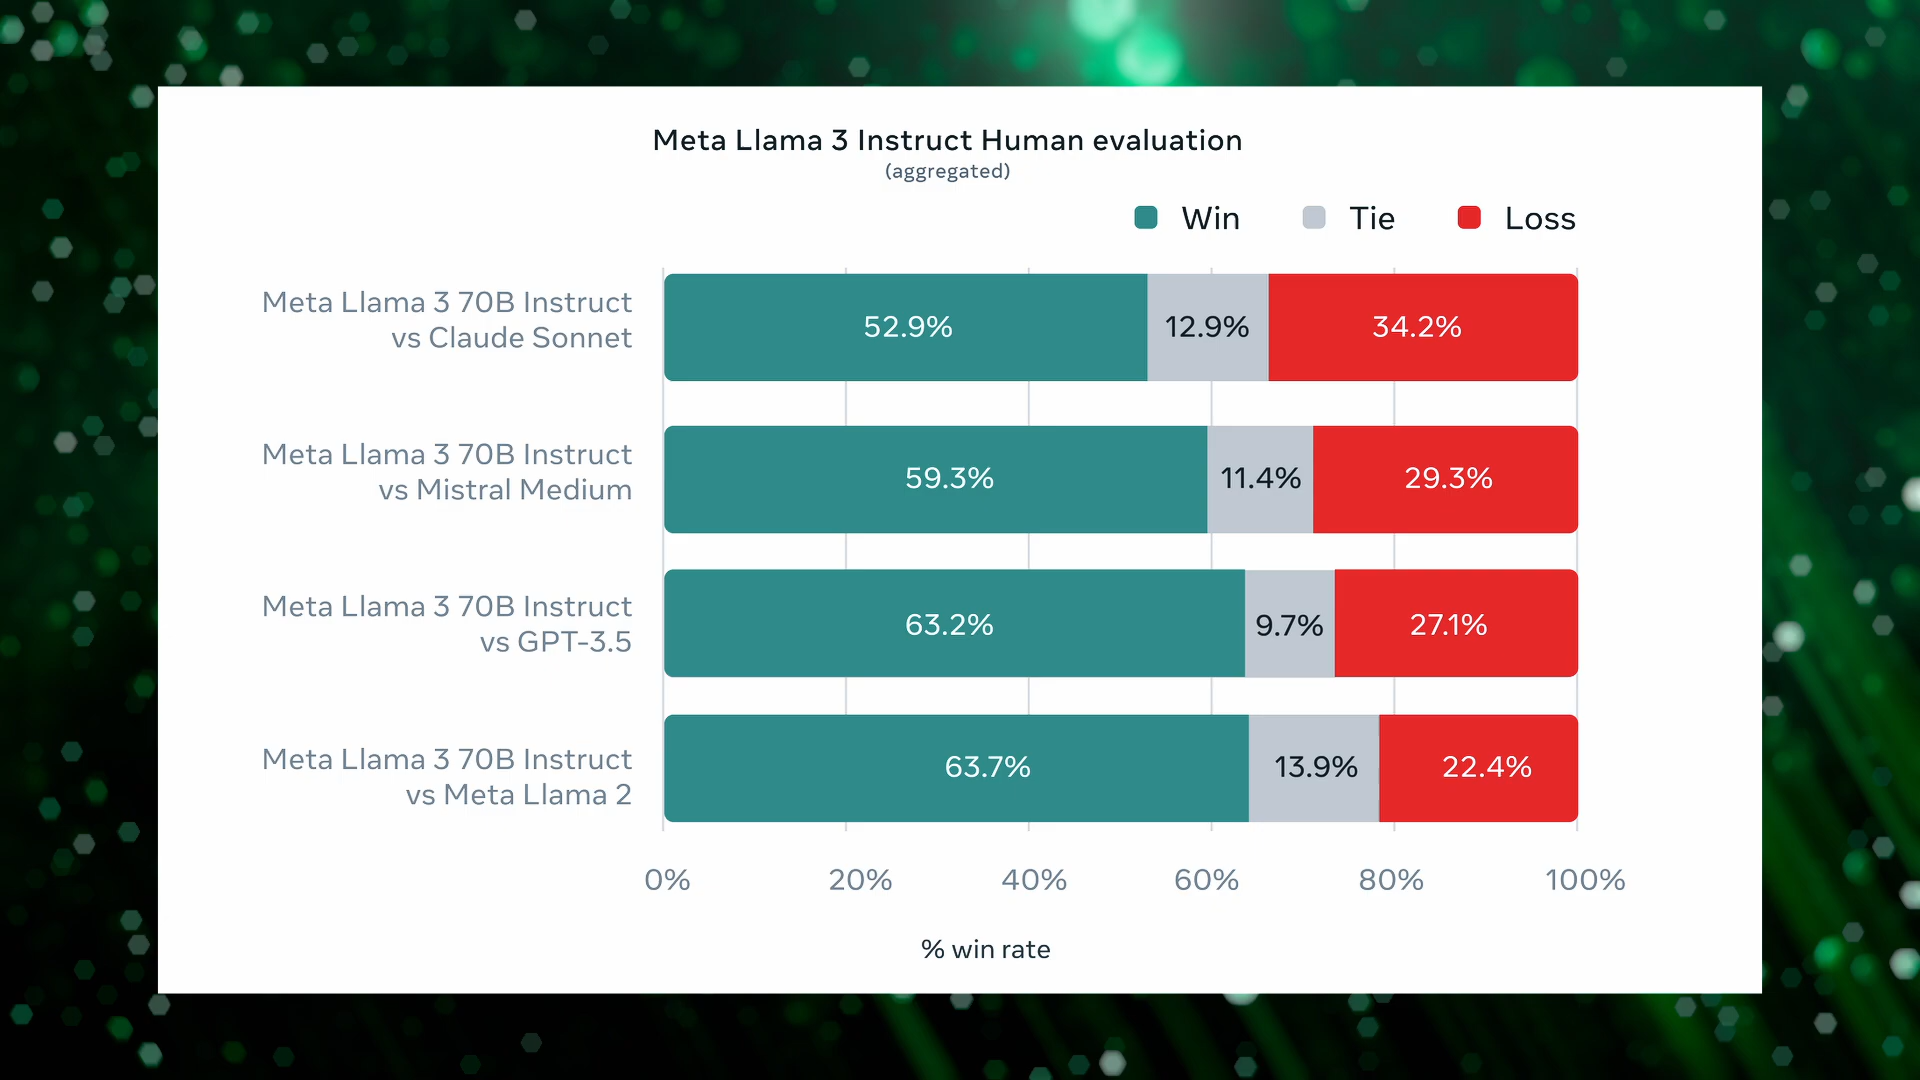 Meta Llama 3 Instruct Human evaluation
(aggregated)
Win Tie Loss
Meta Llama 3 70B Instruct
vs Claude Sonnet
52.9% 12.9% 34.2%
Meta Llama 3 70B Instruct
vs Mistral Medium
59.3% 11.4% 29.3%
Meta Llama 3 70B Instruct
vs GPT-3.5
63.2% 9.7% 27.1%
Meta Llama 3 70B Instruct
vs Meta Llama 2
63.7% 13.9% 22.4%
0% 20% 40% 60% 80% 100%
% win rate